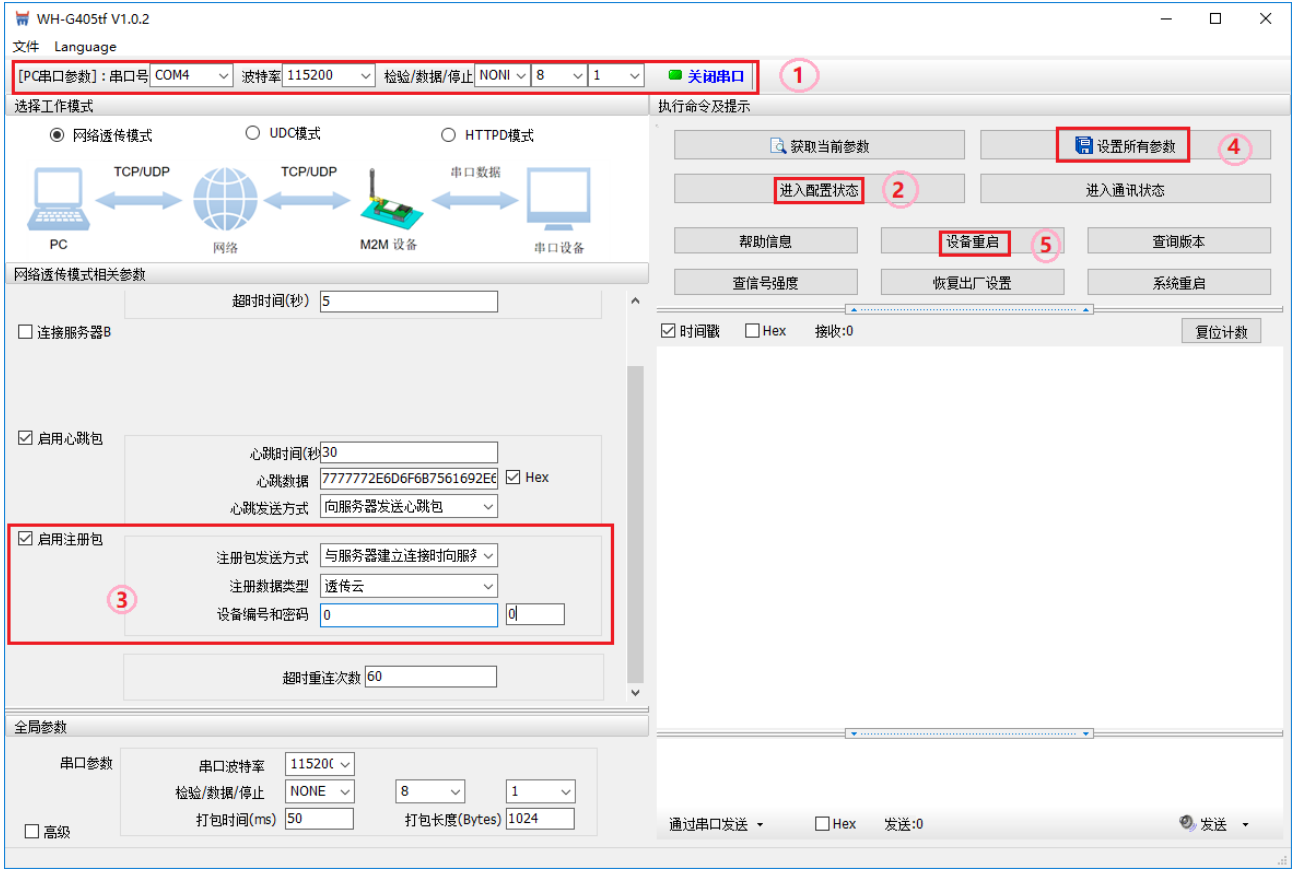 WH-G405tf V1.0.2
文件 Language
[PC串口参数]：串口号 COM4 波特率 115200 检验/数据/停止 NONI 8 1 关闭串口 1
选择工作模式
网络透传模式 UDC模式 HTTPD模式
TCP/UDP TCP/UDP 串口数据
PC 网络 M2M 设备 串口设备
网络透传模式相关参数
超时时间(秒) 5
连接服务器B
启用心跳包
心跳时间(秒 30
心跳数据 7777772E6D6F6B7561692E6 Hex
心跳发送方式 向服务器发送心跳包
启用注册包
注册包发送方式 与服务器建立连接时向服务
注册数据类型 透传云
3
设备编号和密码 0 0
超时重连次数 60
全局参数
串口参数
串口波特率 11520(
检验/数据/停止 NONE 8 1
打包时间(ms) 50 打包长度(Bytes) 1024
高级
执行命令及提示
获取当前参数 设置所有参数 4
进入配置状态 2 进入通讯状态
帮助信息 设备重启 5 查询版本
查信号强度 恢复出厂设置 系统重启
时间戳 Hex 接收:0 复位计数
通过串口发送 Hex 发送:0 发送